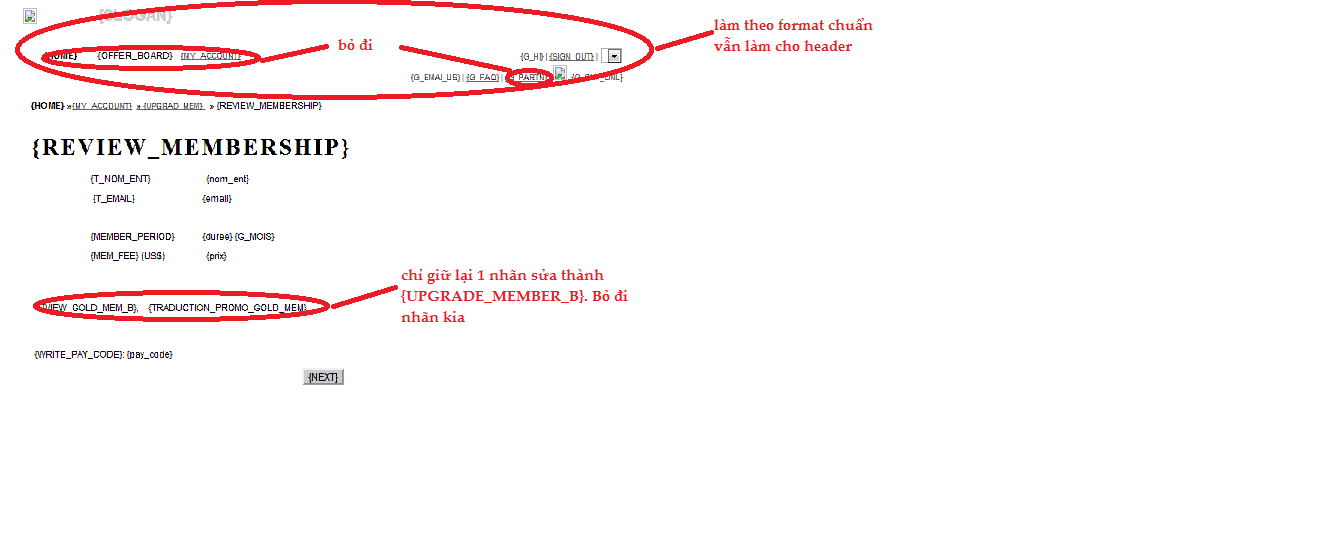 {SLOGAN}
làm theo format chuẩn
vẫn làm cho header
bỏ đi
{HOME} {OFFER_BOARD} {MY_ACCOUNT}
{G_HI} | {SIGN_OUT} |
{G_EMAI_US} | {G_FAQ} |
{HOME} » {MY_ACCOUNT} » {UPGRAD_MEM} » {REVIEW_MEMBERSHIP}
{REVIEW_MEMBERSHIP}
{T_NOM_ENT} {nom_ent}
{T_EMAIL} {email}
{MEMBER_PERIOD} {duree} {G_MOIS}
{MEM_FEE} {US$} {prix}
chỉ giữ lại 1 nhãn sửa thành
{UPGRADE_MEMBER_B}. Bỏ đi
nhãn kia
{VIEW_GOLD_MEM_B}, {TRADUCTION_PROMO_GOLD_MEM}
{WRITE_PAY_CODE}: {pay_code}
{NEXT}